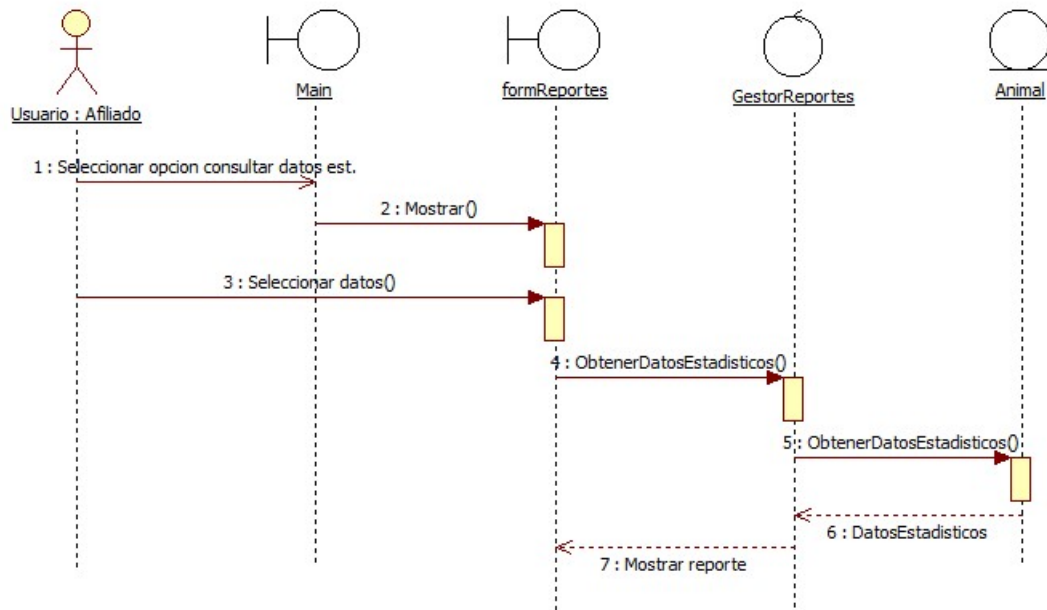 Usuario : Afiliado
Main
formReportes
GestorReportes
Animal
1 : Seleccionar opcion consultar datos est.
2 : Mostrar()
3 : Seleccionar datos()
4 : ObtenerDatosEstadisticos()
5 : ObtenerDatosEstadisticos()
6 : DatosEstadisticos
7 : Mostrar reporte